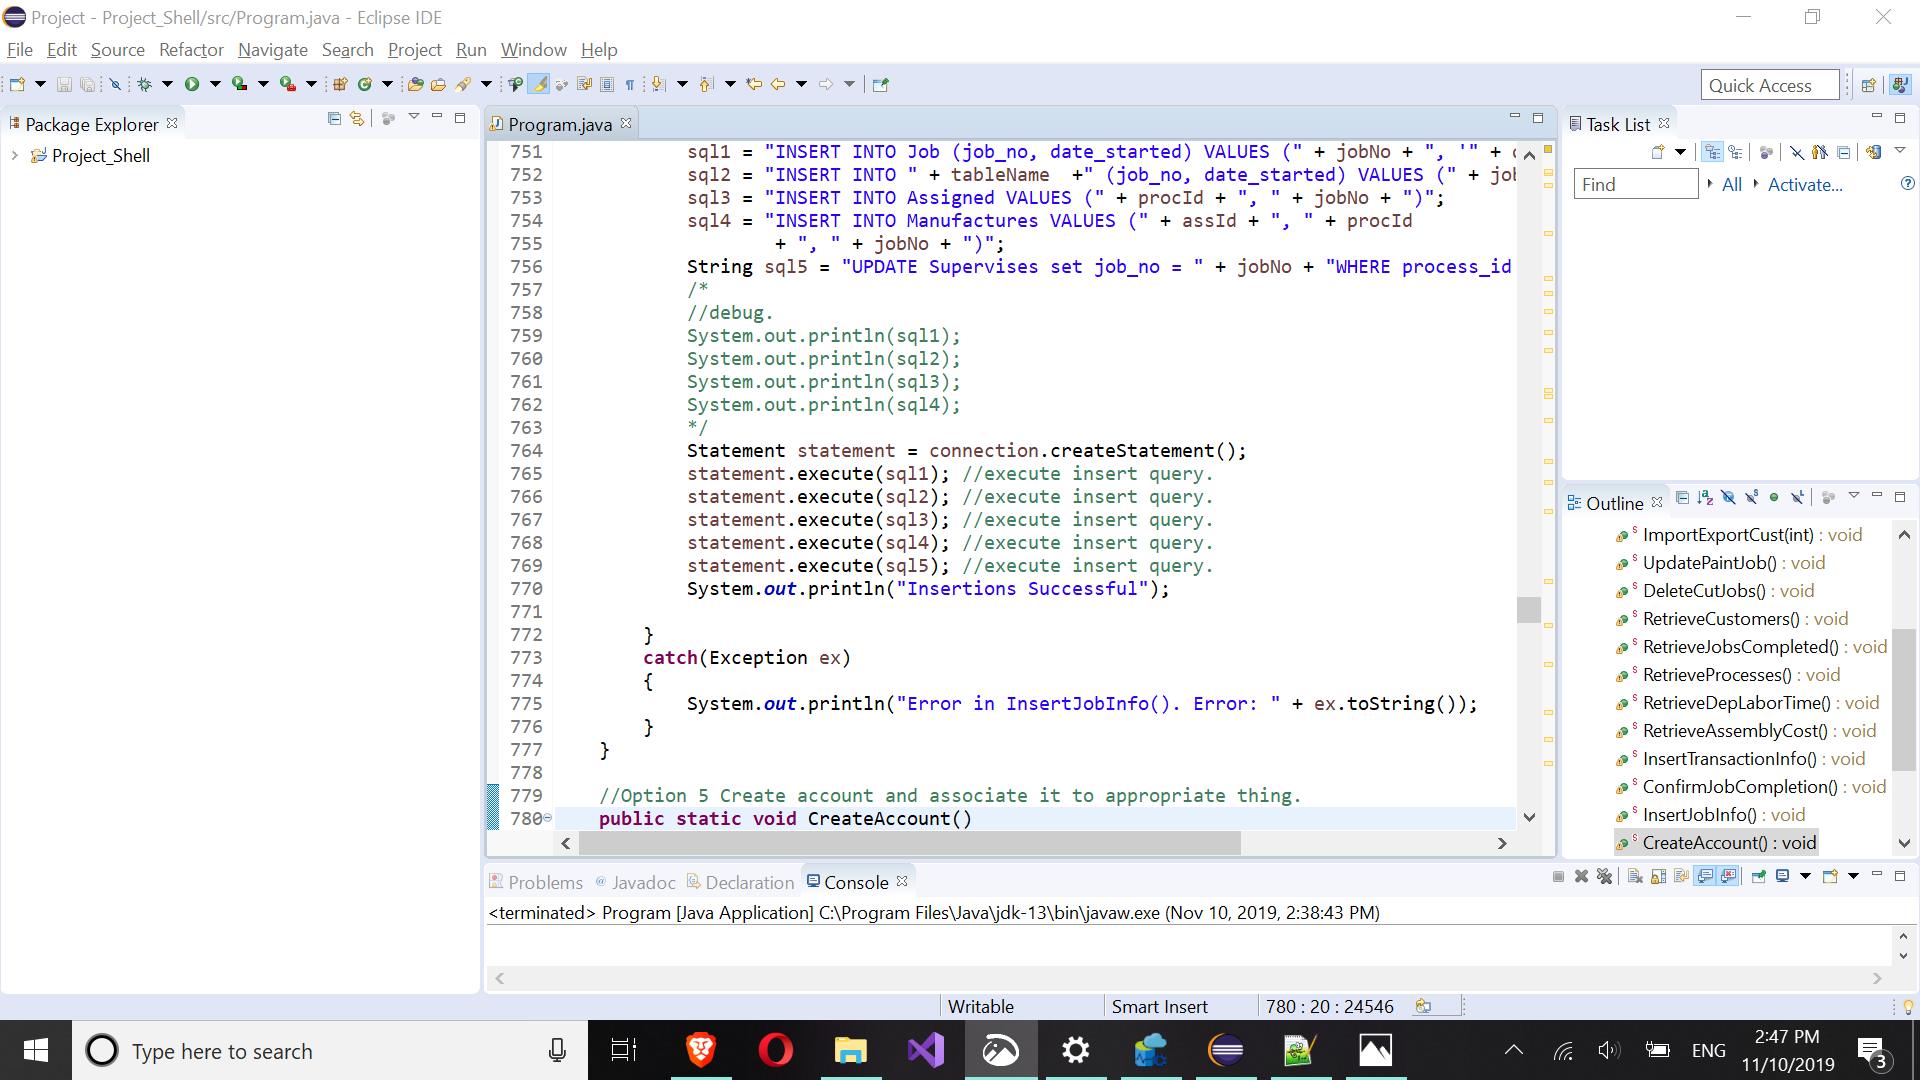 Project - Project_Shell/src/Program.java - Eclipse IDE
File Edit Source Refactor Navigate Search Project Run Window Help
Quick Access
Package Explorer
Project_Shell
Program.java
751 sql1 = "INSERT INTO Job (job_no, date_started) VALUES (" + jobNo + ", '" +
752 sql2 = "INSERT INTO " + tableName  +" (job_no, date_started) VALUES (" + job
753 sql3 = "INSERT INTO Assigned VALUES (" + procId + ", " + jobNo + ")";
754 sql4 = "INSERT INTO Manufactures VALUES (" + assId + ", " + procId
755 + ", " + jobNo + ")";
756 String sql5 = "UPDATE Supervises set job_no = " + jobNo + "WHERE process_id
757 /*
758 //debug.
759 System.out.println(sql1);
760 System.out.println(sql2);
761 System.out.println(sql3);
762 System.out.println(sql4);
763 */
764 Statement statement = connection.createStatement();
765 statement.execute(sql1); //execute insert query.
766 statement.execute(sql2); //execute insert query.
767 statement.execute(sql3); //execute insert query.
768 statement.execute(sql4); //execute insert query.
769 statement.execute(sql5); //execute insert query.
770 System.out.println("Insertions Successful");
771
772 }
773 catch(Exception ex)
774 {
775 System.out.println("Error in InsertJobInfo(). Error: " + ex.toString());
776 }
777 }
778
779 //Option 5 Create account and associate it to appropriate thing.
780 public static void CreateAccount()
Task List
Find All Activate...
Outline
ImportExportCust(int) : void
UpdatePaintJob() : void
DeleteCutJobs() : void
RetrieveCustomers() : void
RetrieveJobsCompleted() : void
RetrieveProcesses() : void
RetrieveDepLaborTime() : void
RetrieveAssemblyCost() : void
InsertTransactionInfo() : void
ConfirmJobCompletion() : void
InsertJobInfo() : void
CreateAccount() : void
Problems @ Javadoc Declaration Console
<terminated> Program [Java Application] C:\Program Files\Java\jdk-13\bin\javaw.exe (Nov 10, 2019, 2:38:43 PM)
Writable Smart Insert 780 : 20 : 24546
Type here to search
ENG
2:47 PM
11/10/2019
3